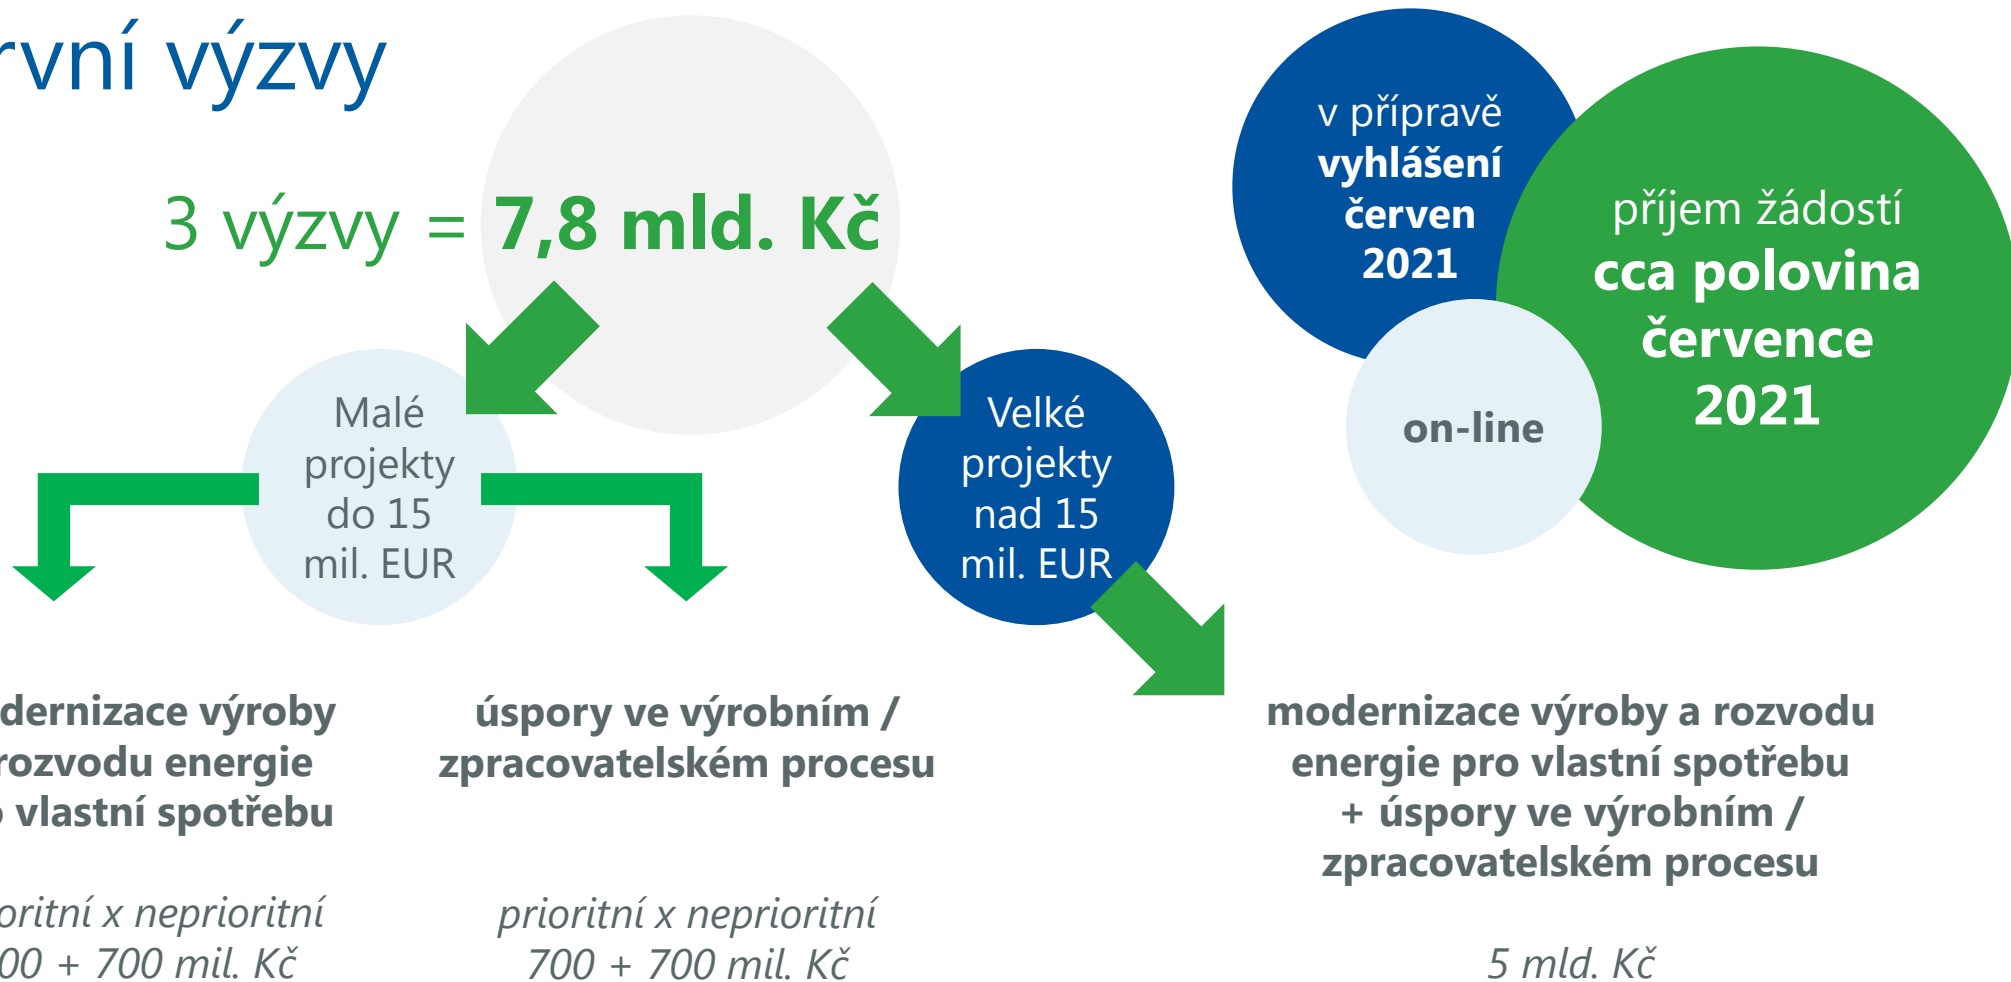 rvní výzvy
3 výzvy = 7,8 mld. Kč
v přípravě
vyhlášení
červen
2021
příjem žádostí
cca polovina
července
2021
on-line
Malé
projekty
do 15
mil. EUR
Velké
projekty
nad 15
mil. EUR
dernizace výroby
rozvodu energie
vlastní spotřebu
oritní x neprioritní
00 + 700 mil. Kč
úspory ve výrobním /
zpracovatelském procesu
prioritní x neprioritní
700 + 700 mil. Kč
modernizace výroby a rozvodu
energie pro vlastní spotřebu
+ úspory ve výrobním /
zpracovatelském procesu
5 mld. Kč